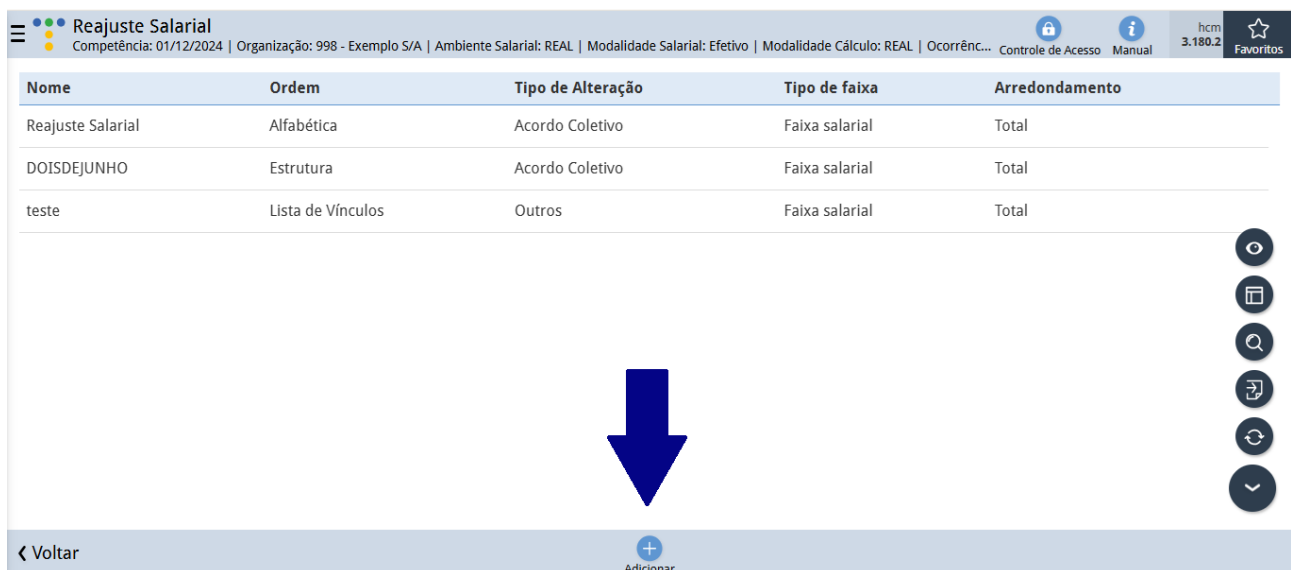 Reajuste Salarial
Competência: 01/12/2024 | Organização: 998 - Exemplo S/A | Ambiente Salarial: REAL | Modalidade Salarial: Efetivo | Modalidade Cálculo: REAL | Ocorrênc...
Controle de Acesso
Manual
hcm
3.180.2
Favoritos
Nome Ordem Tipo de Alteração Tipo de faixa Arredondamento
Reajuste Salarial Alfabética Acordo Coletivo Faixa salarial Total
DOISDEJUNHO Estrutura Acordo Coletivo Faixa salarial Total
teste Lista de Vínculos Outros Faixa salarial Total
Voltar
Adicionar